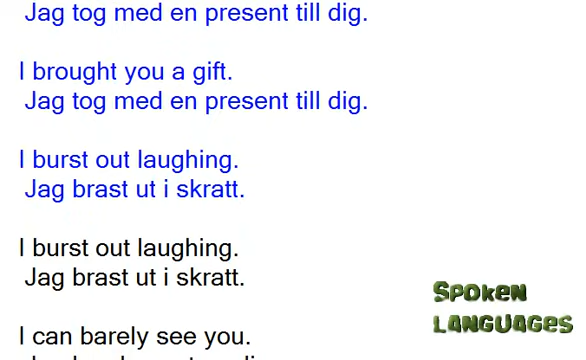 Jag tog med en present till dig.
I brought you a gift.
Jag tog med en present till dig.
I burst out laughing.
Jag brast ut i skratt.
I burst out laughing.
Jag brast ut i skratt.
I can barely see you.
SPOKEN
LANGUAGES